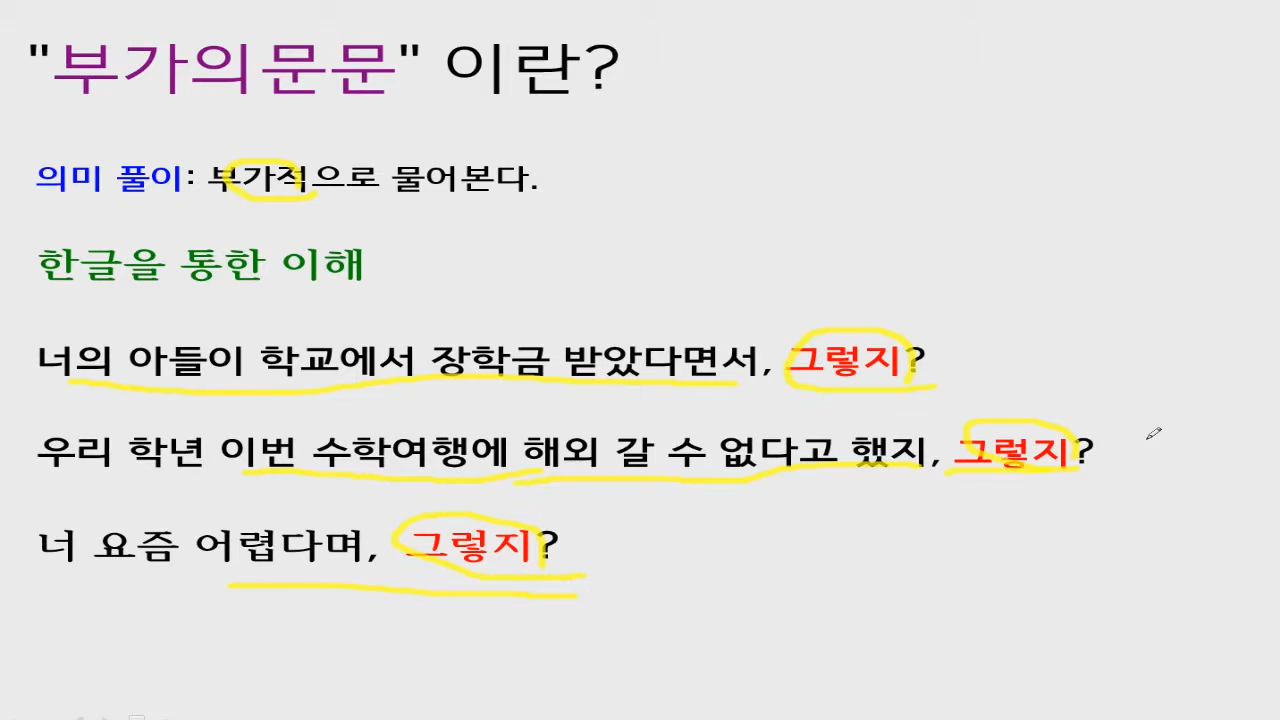 "부가의문문" 이란?
의미 풀이: 부가적으로 물어본다.
한글을 통한 이해
너의 아들이 학교에서 장학금 받았다면서, 그렇지?
우리 학년 이번 수학여행에 해외 갈 수 없다고 했지, 그렇지?
너 요즘 어렵다며, 그렇지?